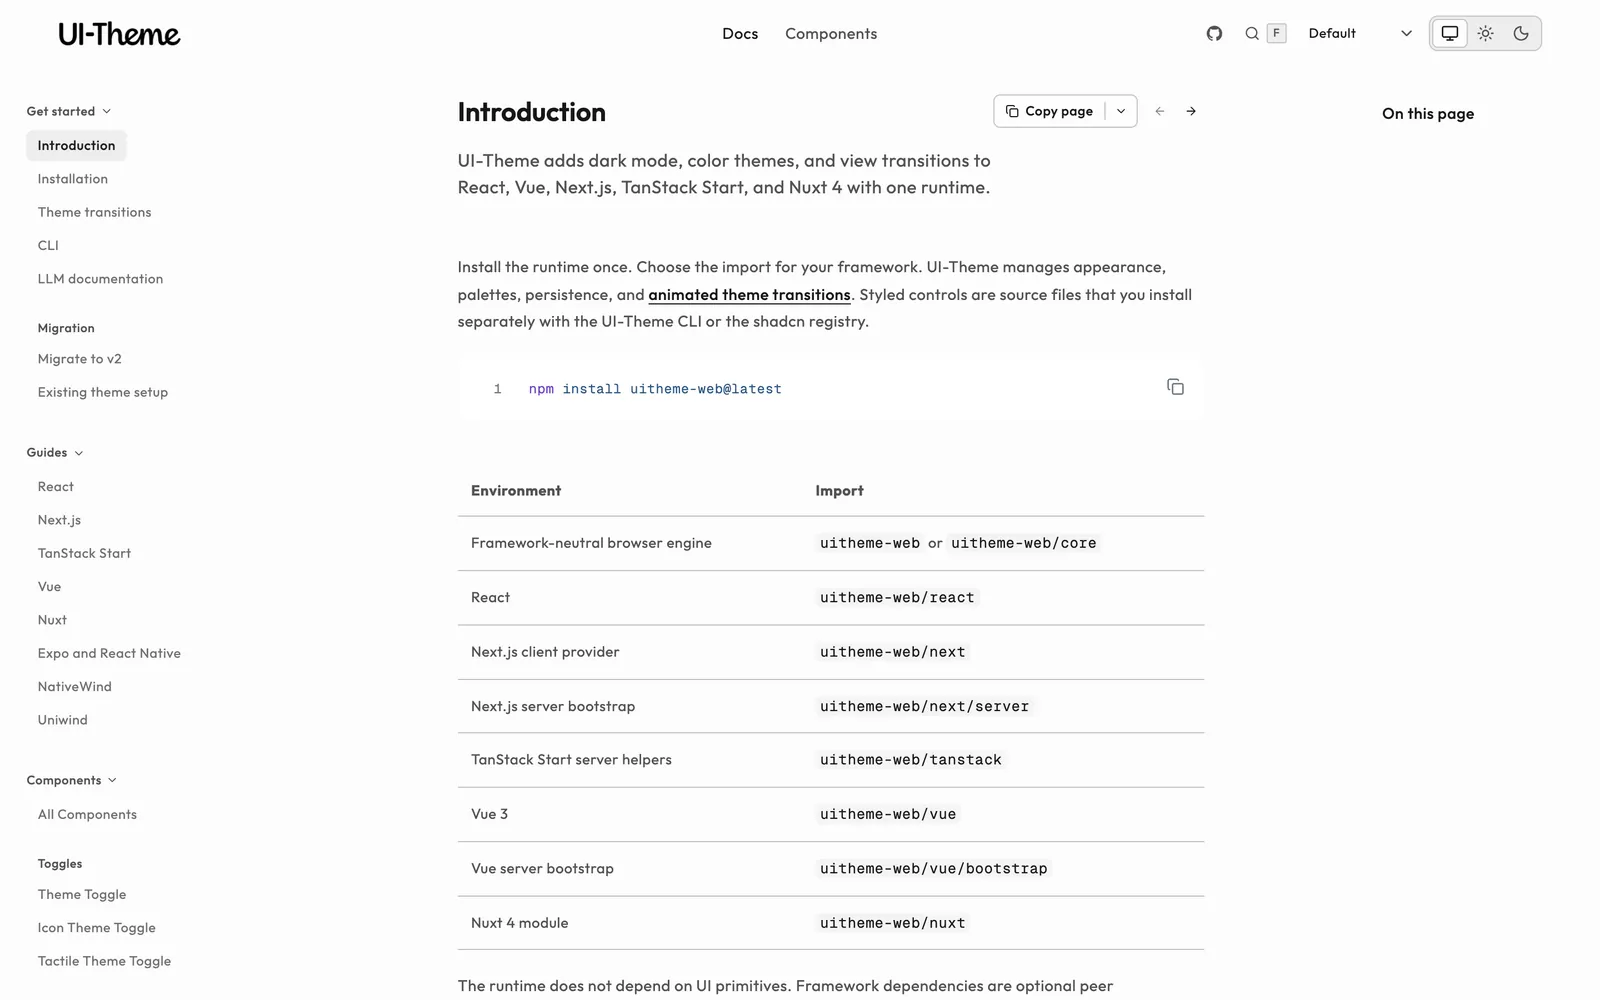 UI-Theme
Docs
Components
F
Default
Get started
Introduction
Installation
Theme transitions
CLI
LLM documentation
Migration
Migrate to v2
Existing theme setup
Guides
React
Next.js
TanStack Start
Vue
Nuxt
Expo and React Native
NativeWind
Uniwind
Components
All Components
Toggles
Theme Toggle
Icon Theme Toggle
Tactile Theme Toggle
Introduction
Copy page
UI-Theme adds dark mode, color themes, and view transitions to
React, Vue, Next.js, TanStack Start, and Nuxt 4 with one runtime.
Install the runtime once. Choose the import for your framework. UI-Theme manages appearance,
palettes, persistence, and animated theme transitions. Styled controls are source files that you install
separately with the UI-Theme CLI or the shadcn registry.
1 npm install uitheme-web@latest
Environment Import
Framework-neutral browser engine uitheme-web or uitheme-web/core
React uitheme-web/react
Next.js client provider uitheme-web/next
Next.js server bootstrap uitheme-web/next/server
TanStack Start server helpers uitheme-web/tanstack
Vue 3 uitheme-web/vue
Vue server bootstrap uitheme-web/vue/bootstrap
Nuxt 4 module uitheme-web/nuxt
The runtime does not depend on UI primitives. Framework dependencies are optional peer
On this page